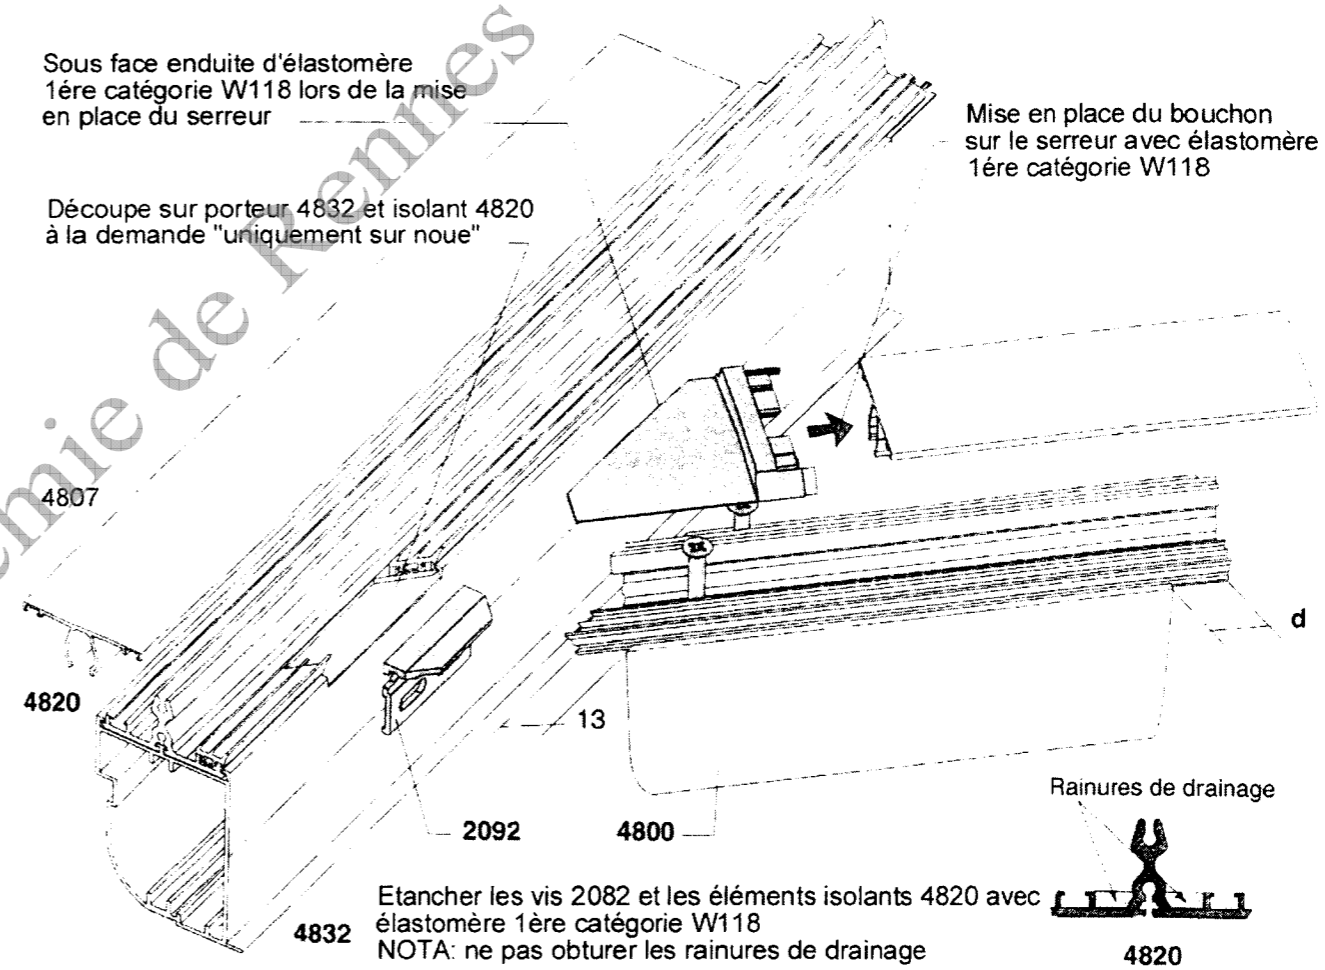 Sous face enduite d'élastomère
1ére catégorie W118 lors de la mise
en place du serreur
Mise en place du bouchon
sur le serreur avec élastomère
1ére catégorie W118
Découpe sur porteur 4832 et isolant 4820
à la demande "uniquement sur noue"
émie de Rennes
4807
4820
d
13
2092
4800
Rainures de drainage
Etancher les vis 2082 et les éléments isolants 4820 avec
élastomère 1ère catégorie W118
NOTA: ne pas obturer les rainures de drainage
4832
4820